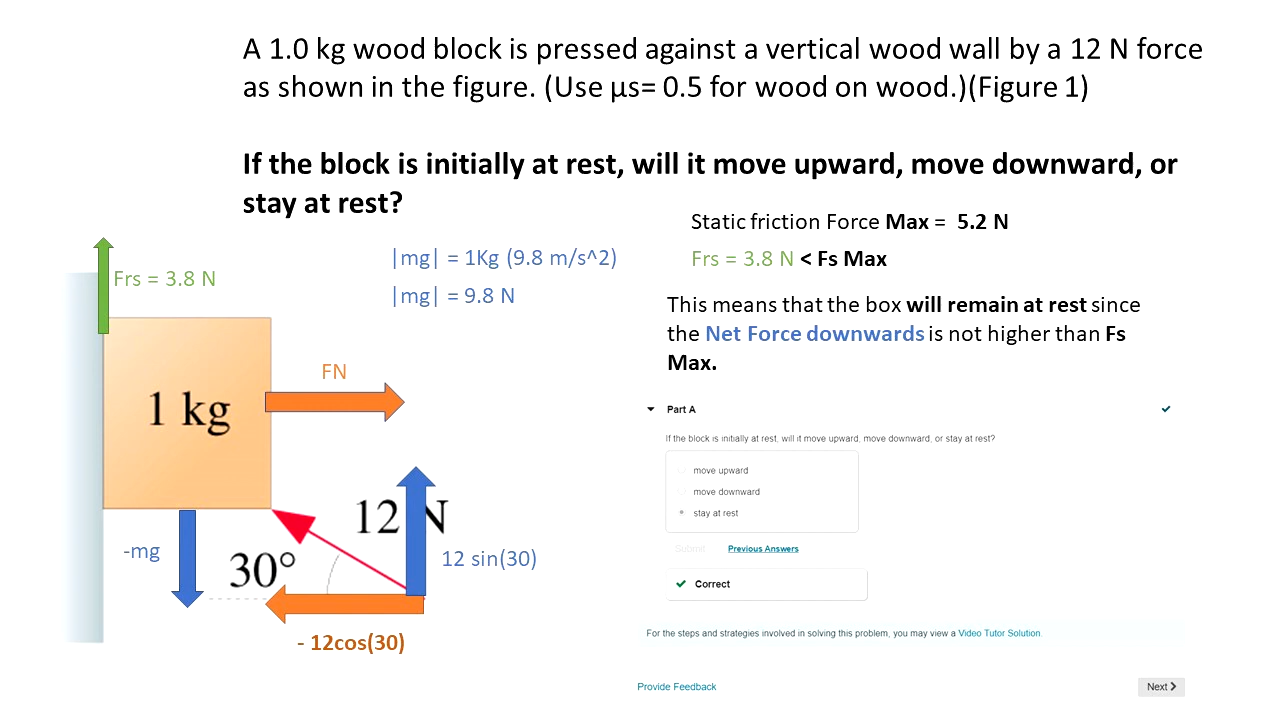 A 1.0 kg wood block is pressed against a vertical wood wall by a 12 N force
as shown in the figure. (Use μs= 0.5 for wood on wood.)(Figure 1)
If the block is initially at rest, will it move upward, move downward, or
stay at rest?
Static friction Force Max = 5.2 N
Frs = 3.8 N < Fs Max
This means that the box will remain at rest since
the Net Force downwards is not higher than Fs
Max.
|mg| = 1Kg (9.8 m/s^2)
|mg| = 9.8 N
Frs = 3.8 N
FN
1 kg
12 N
-mg
30°
12 sin(30)
- 12cos(30)
Part A
If the block is initially at rest, will it move upward, move downward, or stay at rest?
move upward
move downward
stay at rest
Submit Previous Answers
Correct
For the steps and strategies involved in solving this problem, you may view a Video Tutor Solution.
Provide Feedback
Next